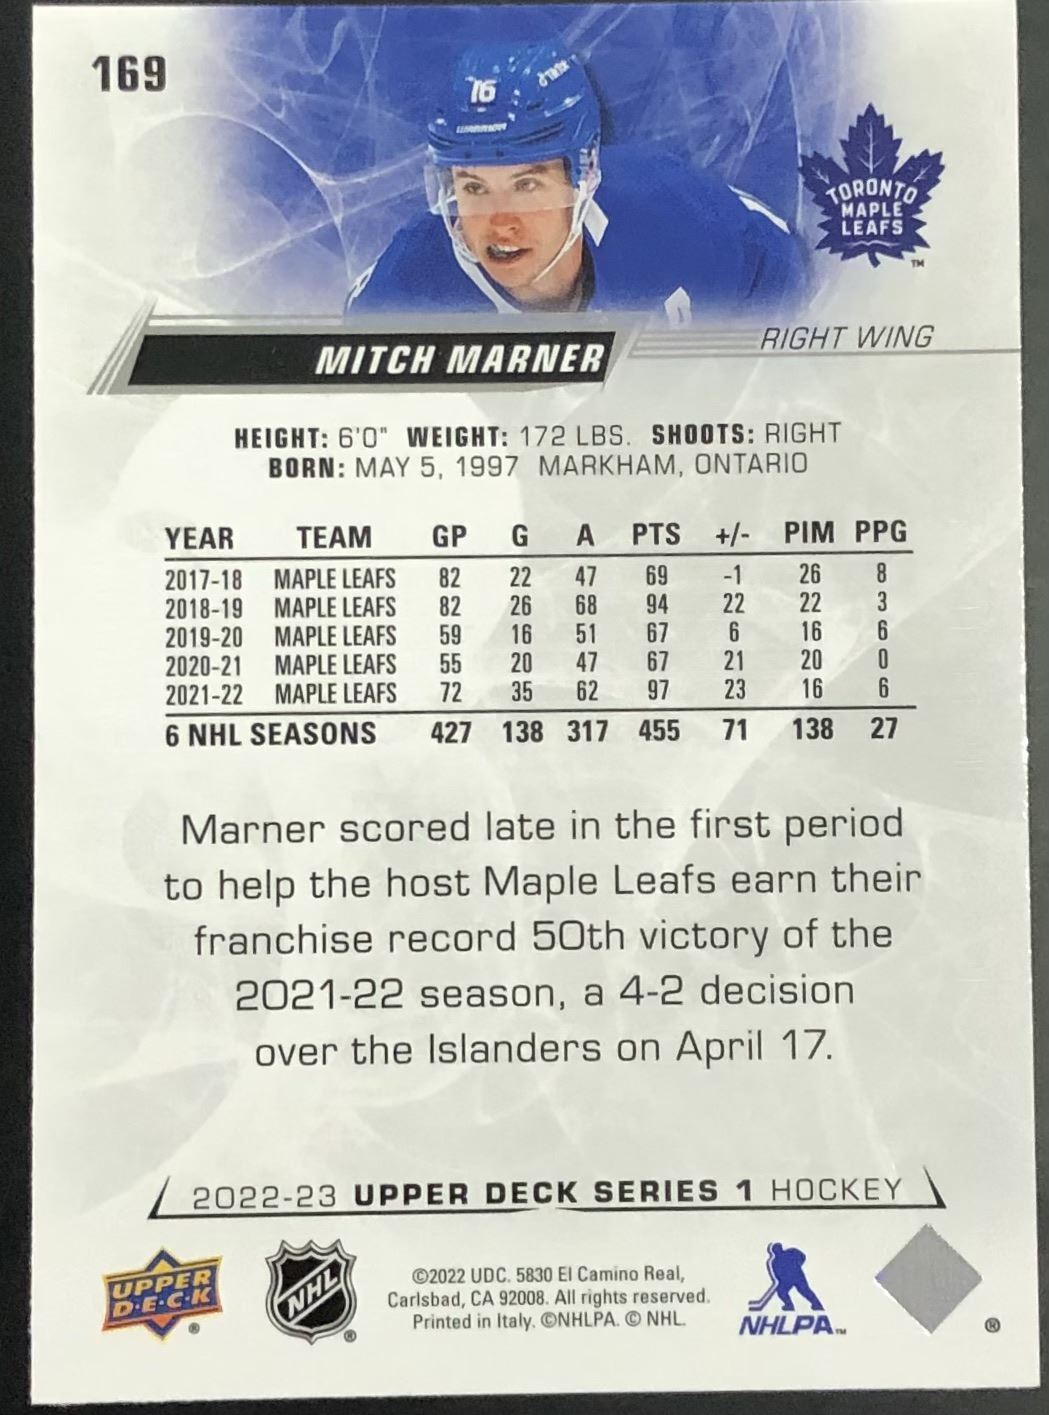 169
16
WARRIOR
TORONTO
MAPLE
LEAFS
TM
MITCH MARNER
RIGHT WING
HEIGHT: 6'0" WEIGHT: 172 LBS. SHOOTS: RIGHT
BORN: MAY 5, 1997 MARKHAM, ONTARIO
YEAR TEAM GP G A PTS +/- PIM PPG
2017-18 MAPLE LEAFS 82 22 47 69 -1 26 8
2018-19 MAPLE LEAFS 82 26 68 94 22 22 3
2019-20 MAPLE LEAFS 59 16 51 67 6 16 6
2020-21 MAPLE LEAFS 55 20 47 67 21 20 0
2021-22 MAPLE LEAFS 72 35 62 97 23 16 6
6 NHL SEASONS 427 138 317 455 71 138 27
Marner scored late in the first period
to help the host Maple Leafs earn their
franchise record 50th victory of the
2021-22 season, a 4-2 decision
over the Islanders on April 17.
2022-23 UPPER DECK SERIES 1 HOCKEY
UPPER
D·E·C·K
®
NHL
®
©2022 UDC. 5830 El Camino Real,
Carlsbad, CA 92008. All rights reserved.
Printed in Italy. ©NHLPA. © NHL.
NHLPA™
®